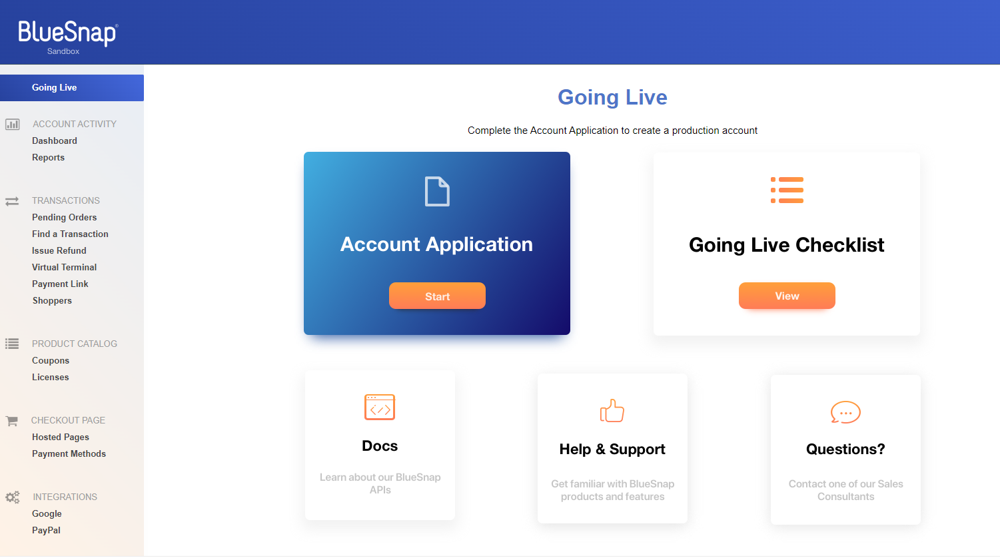 BlueSnap®
Sandbox
Going Live
ACCOUNT ACTIVITY
Dashboard
Reports
TRANSACTIONS
Pending Orders
Find a Transaction
Issue Refund
Virtual Terminal
Payment Link
Shoppers
PRODUCT CATALOG
Coupons
Licenses
CHECKOUT PAGE
Hosted Pages
Payment Methods
INTEGRATIONS
Google
PayPal
Going Live
Complete the Account Application to create a production account
Account Application
Start
Going Live Checklist
View
Docs
Learn about our BlueSnap
APIs
Help & Support
Get familiar with BlueSnap
products and features
Questions?
Contact one of our Sales
Consultants